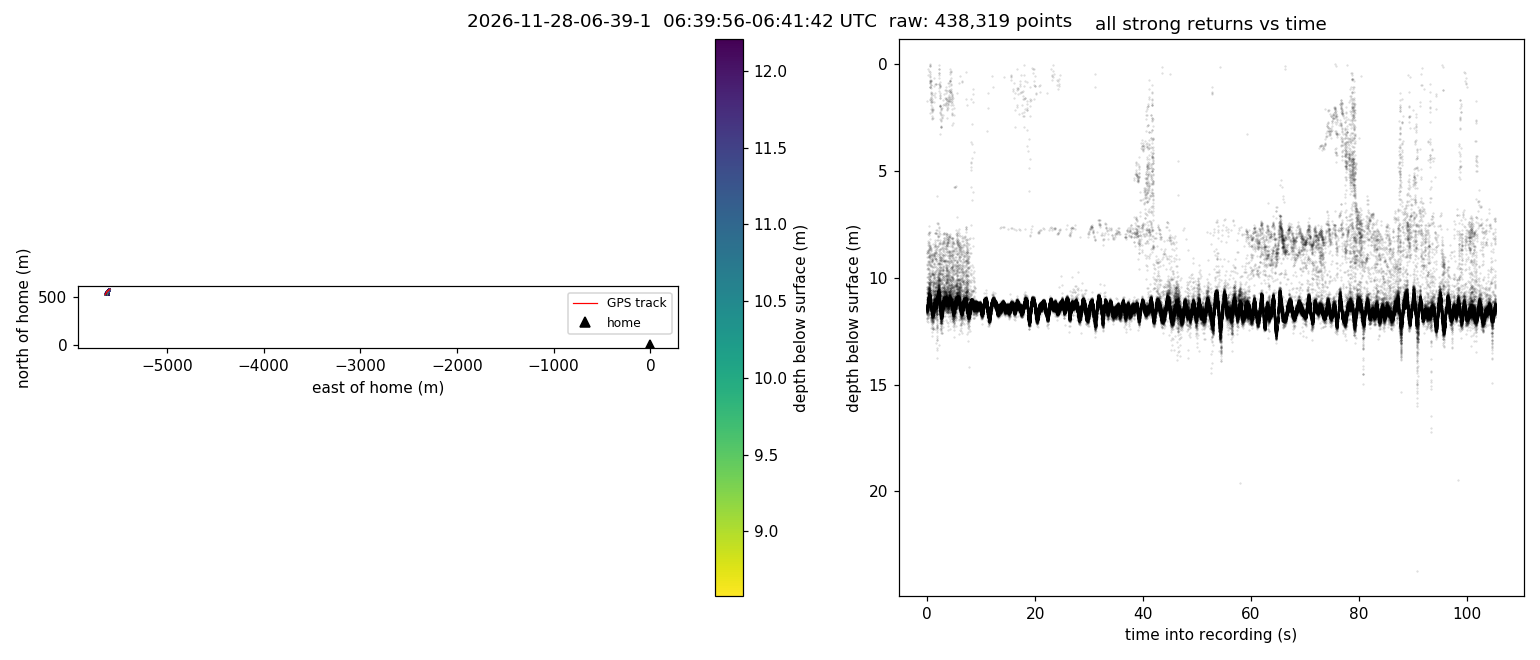 2026-11-28-06-39-1  06:39:56-06:41:42 UTC  raw: 438,319 points
all strong returns vs time
north of home (m)
500
0
GPS track
home
−5000
−4000
−3000
−2000
−1000
0
east of home (m)
12.0
11.5
11.0
10.5
10.0
9.5
9.0
depth below surface (m)
depth below surface (m)
0
5
10
15
20
0
20
40
60
80
100
time into recording (s)